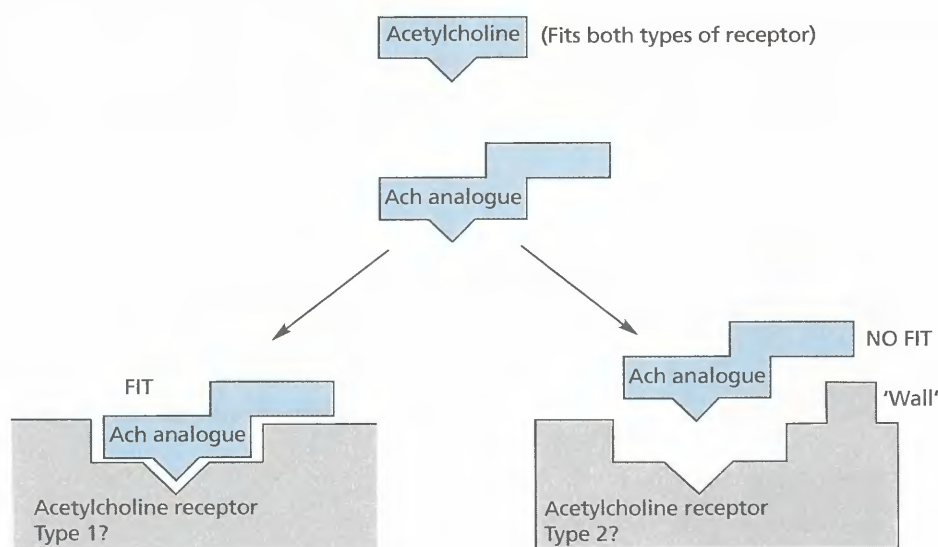 Acetylcholine (Fits both types of receptor)
Ach analogue
FIT
Ach analogue
Acetylcholine receptor
Type 1?
NO FIT
Ach analogue
'Wall'
Acetylcholine receptor
Type 2?